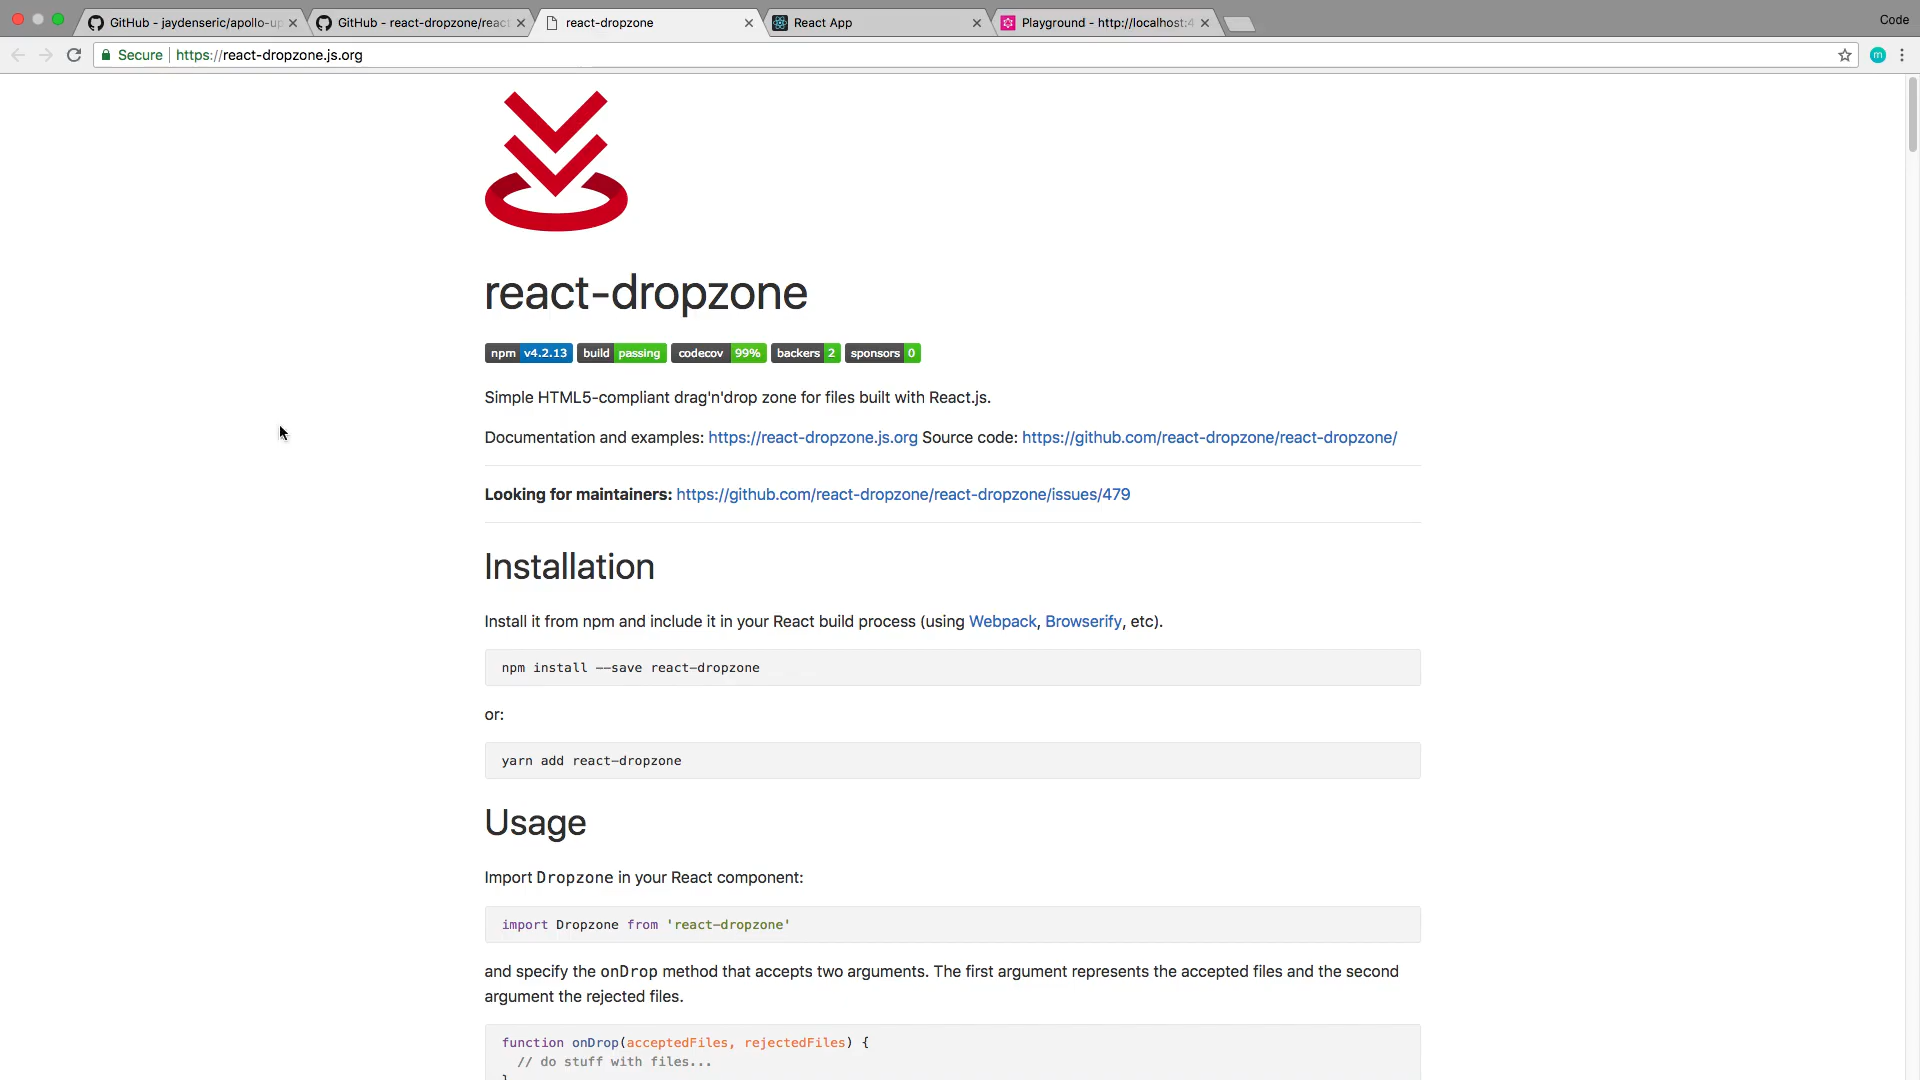 GitHub - jaydenseric/apollo-up
GitHub - react-dropzone/react
react-dropzone
React App
Playground - http://localhost:4
Code
Secure
https://react-dropzone.js.org
m
react-dropzone
npm v4.2.13 build passing codecov 99% backers 2 sponsors 0
Simple HTML5-compliant drag'n'drop zone for files built with React.js.
Documentation and examples: https://react-dropzone.js.org Source code: https://github.com/react-dropzone/react-dropzone/
Looking for maintainers: https://github.com/react-dropzone/react-dropzone/issues/479
Installation
Install it from npm and include it in your React build process (using Webpack, Browserify, etc).
npm install --save react-dropzone
or:
yarn add react-dropzone
Usage
Import Dropzone in your React component:
import Dropzone from 'react-dropzone'
and specify the onDrop method that accepts two arguments. The first argument represents the accepted files and the second
argument the rejected files.
function onDrop(acceptedFiles, rejectedFiles) {
// do stuff with files...
}